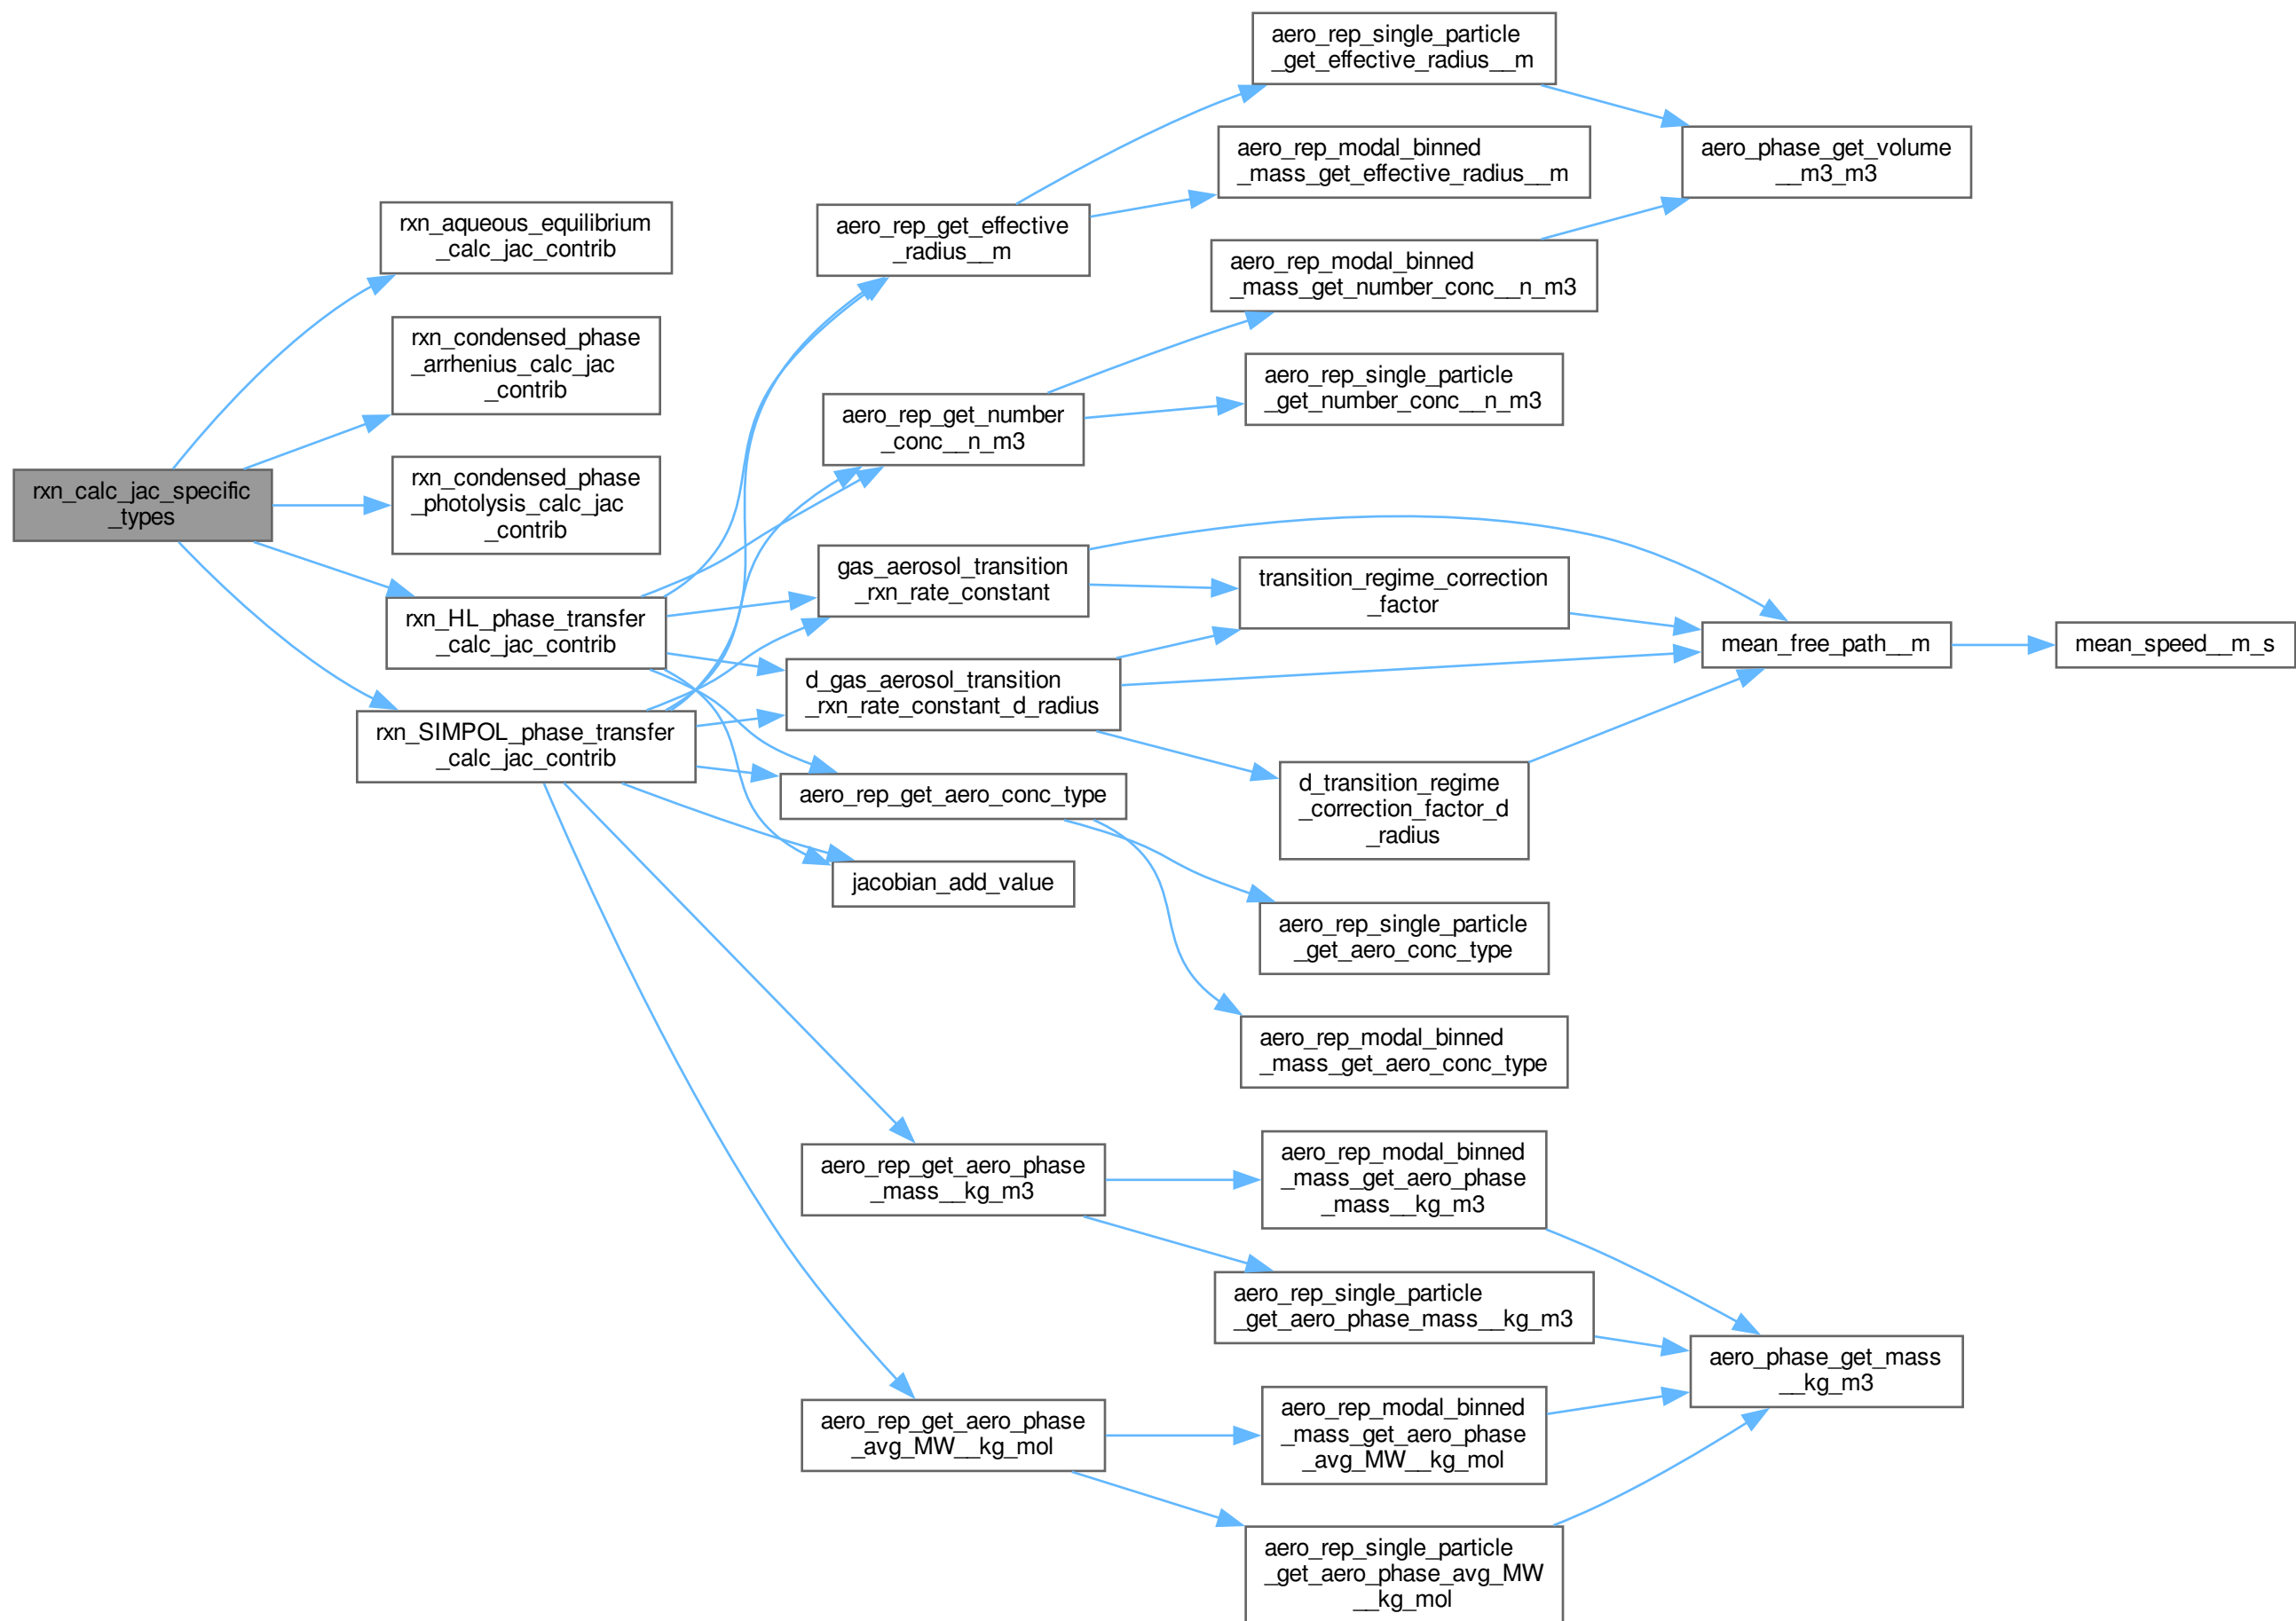 rxn_calc_jac_specific
_types
rxn_aqueous_equilibrium
_calc_jac_contrib
rxn_condensed_phase
_arrhenius_calc_jac
_contrib
rxn_condensed_phase
_photolysis_calc_jac
_contrib
rxn_HL_phase_transfer
_calc_jac_contrib
rxn_SIMPOL_phase_transfer
_calc_jac_contrib
aero_rep_get_effective
_radius__m
aero_rep_get_number
_conc__n_m3
gas_aerosol_transition
_rxn_rate_constant
d_gas_aerosol_transition
_rxn_rate_constant_d_radius
aero_rep_get_aero_conc_type
jacobian_add_value
aero_rep_get_aero_phase
_mass__kg_m3
aero_rep_get_aero_phase
_avg_MW__kg_mol
aero_rep_single_particle
_get_effective_radius__m
aero_rep_modal_binned
_mass_get_effective_radius__m
aero_rep_modal_binned
_mass_get_number_conc__n_m3
aero_rep_single_particle
_get_number_conc__n_m3
transition_regime_correction
_factor
d_transition_regime
_correction_factor_d
_radius
aero_rep_single_particle
_get_aero_conc_type
aero_rep_modal_binned
_mass_get_aero_conc_type
aero_rep_modal_binned
_mass_get_aero_phase
_mass__kg_m3
aero_rep_single_particle
_get_aero_phase_mass__kg_m3
aero_rep_modal_binned
_mass_get_aero_phase
_avg_MW__kg_mol
aero_rep_single_particle
_get_aero_phase_avg_MW
__kg_mol
aero_phase_get_volume
__m3_m3
mean_free_path__m
aero_phase_get_mass
__kg_m3
mean_speed__m_s